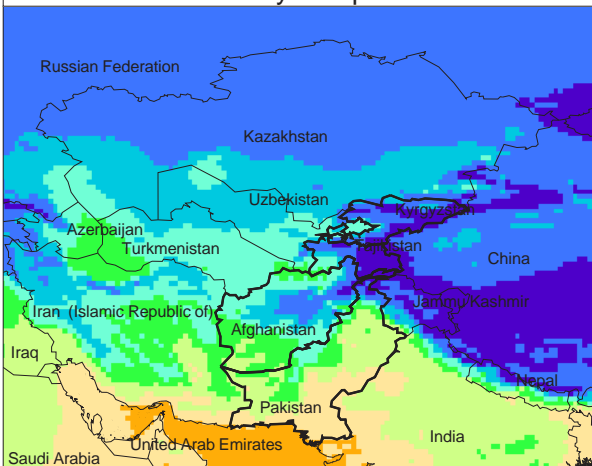 Russian Federation
Kazakhstan
Uzbekistan
Kyrgyzstan
Azerbaijan
Turkmenistan
Tajikistan
China
Jammu/Kashmir
Iran (Islamic Republic of)
Afghanistan
Iraq
Nepal
Pakistan
India
United Arab Emirates
Saudi Arabia